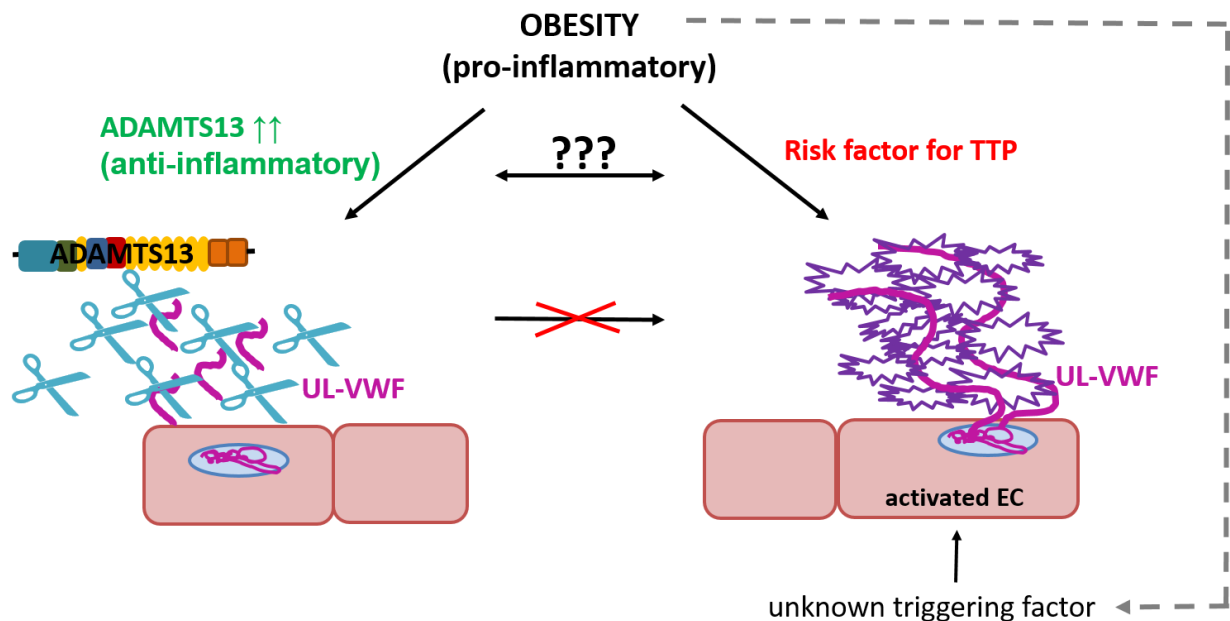 OBESITY
(pro-inflammatory)
ADAMTS13 ↑↑
(anti-inflammatory)
???
Risk factor for TTP
ADAMTS13
UL-VWF
UL-VWF
activated EC
unknown triggering factor